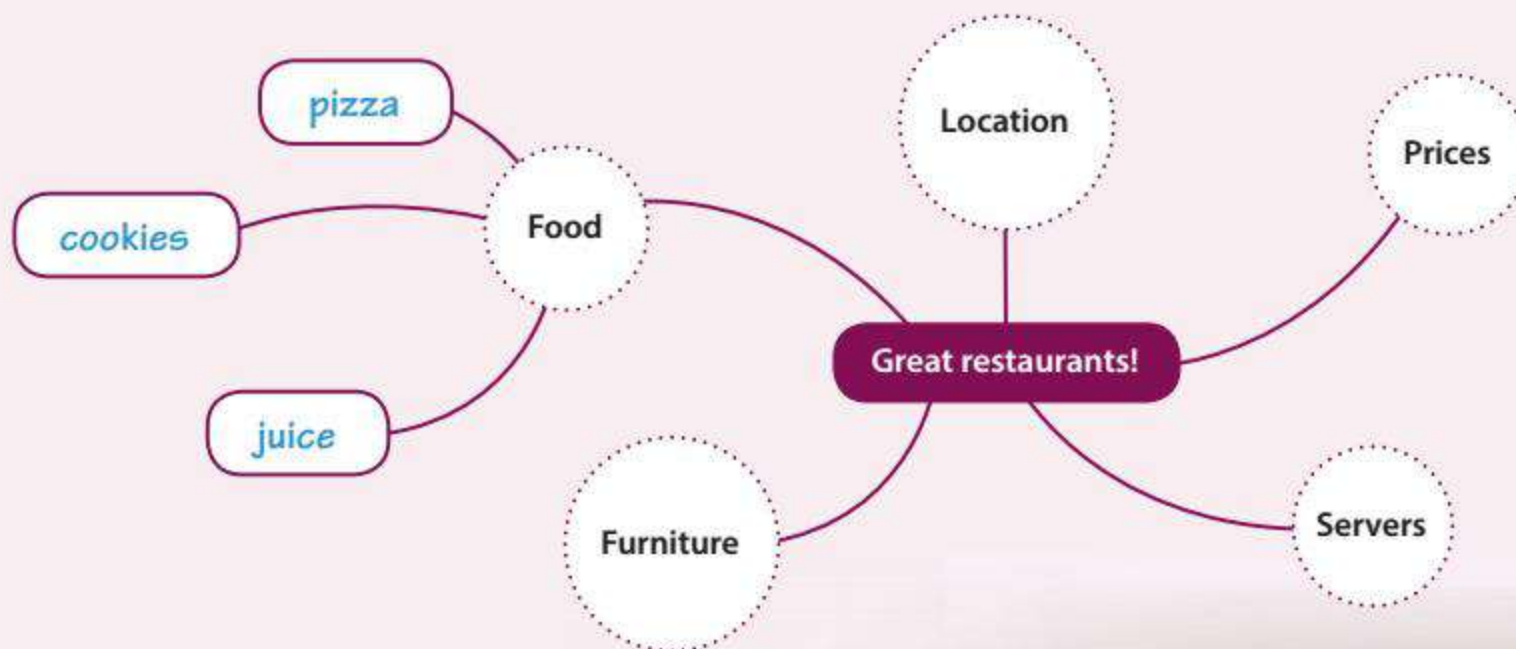 pizza
cookies
juice
Food
Location
Prices
Great restaurants!
Furniture
Servers